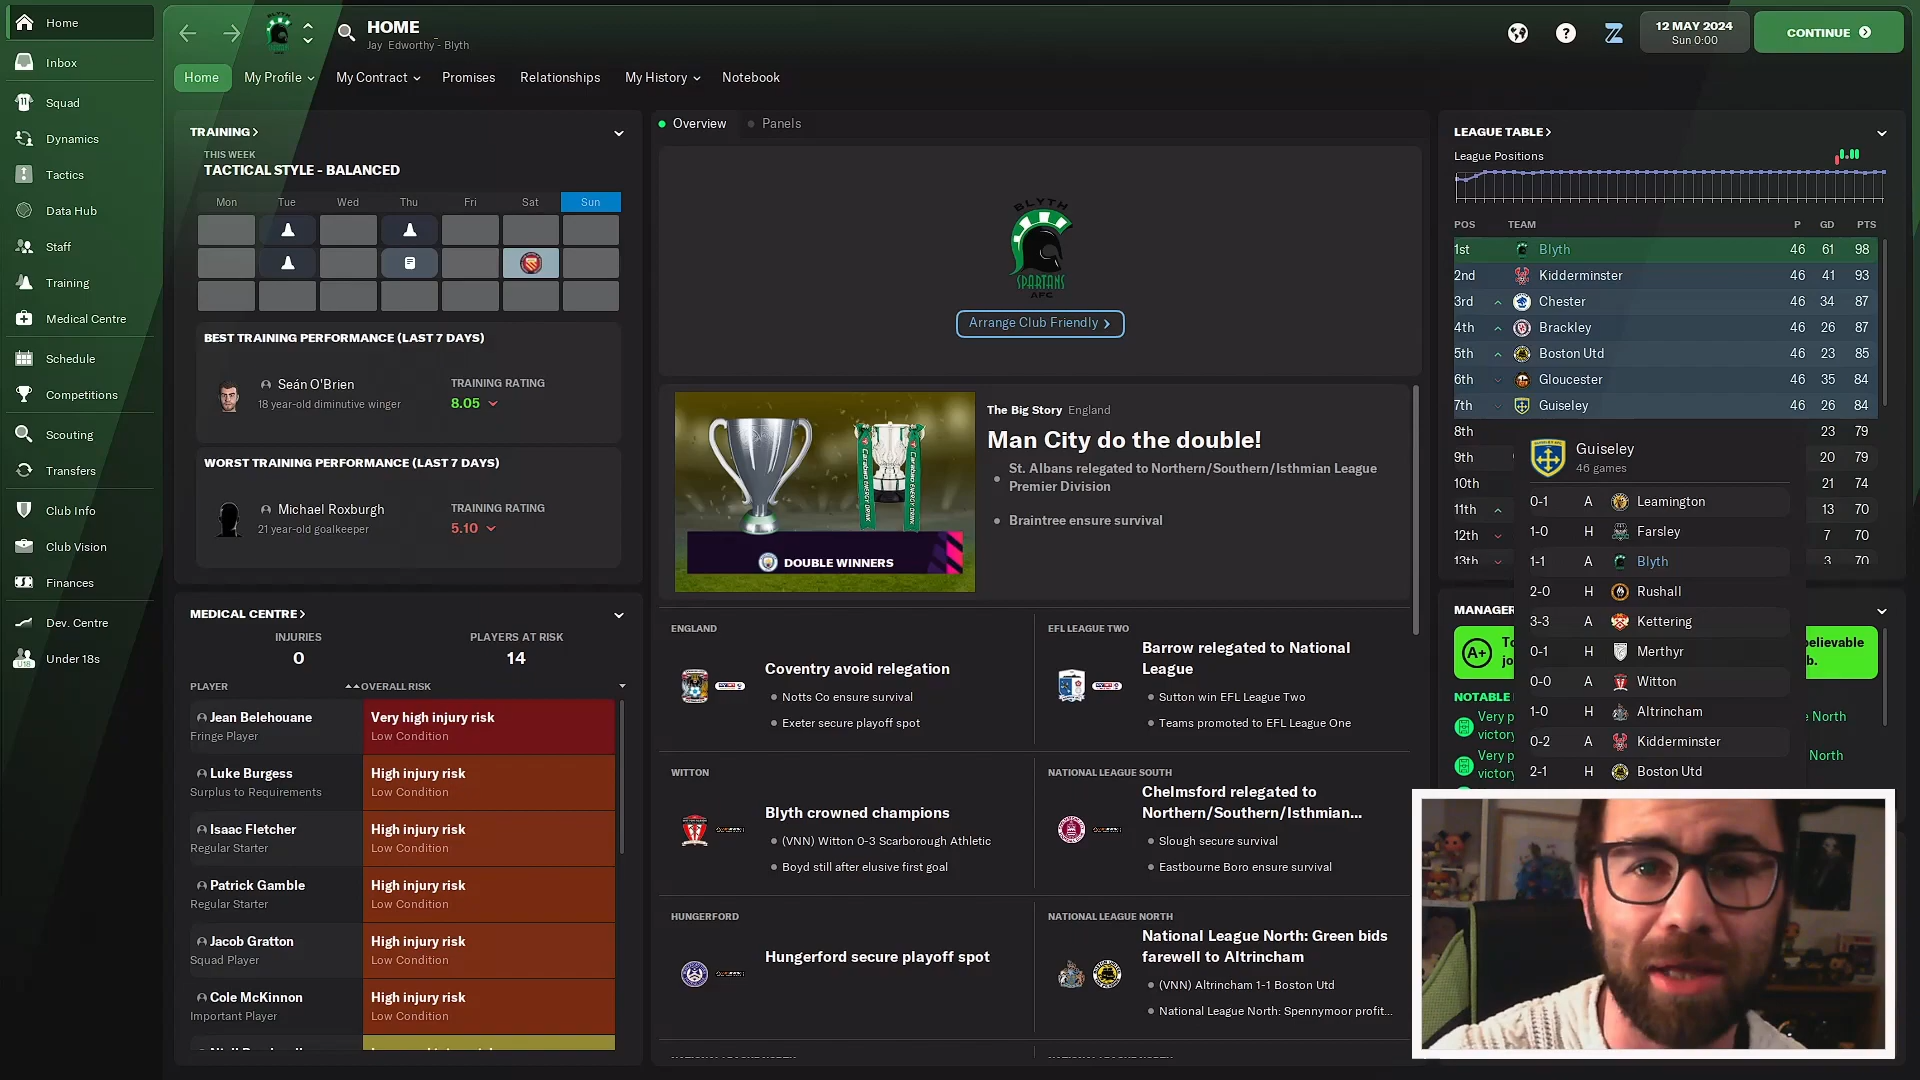 Home
Inbox
Squad
Dynamics
Tactics
Data Hub
Staff
Training
Medical Centre
Schedule
Competitions
Scouting
Transfers
Club Info
Club Vision
Finances
Dev. Centre
Under 18s
HOME
Jay Edworthy - Blyth
12 MAY 2024
Sun 0:00
CONTINUE
Home
My Profile
My Contract
Promises
Relationships
My History
Notebook
TRAINING
THIS WEEK
TACTICAL STYLE - BALANCED
Mon Tue Wed Thu Fri Sat Sun
BEST TRAINING PERFORMANCE (LAST 7 DAYS)
Seán O'Brien
18 year-old diminutive winger
TRAINING RATING
8.05
WORST TRAINING PERFORMANCE (LAST 7 DAYS)
Michael Roxburgh
21 year-old goalkeeper
TRAINING RATING
5.10
MEDICAL CENTRE
INJURIES
0
PLAYERS AT RISK
14
PLAYER OVERALL RISK
Jean Belehouane Very high injury risk
Fringe Player Low Condition
Luke Burgess High injury risk
Surplus to Requirements Low Condition
Isaac Fletcher High injury risk
Regular Starter Low Condition
Patrick Gamble High injury risk
Regular Starter Low Condition
Jacob Gratton High injury risk
Squad Player Low Condition
Cole McKinnon High injury risk
Important Player Low Condition
Overview Panels
BLYTH
SPARTANS
AFC
Arrange Club Friendly
DOUBLE WINNERS
The Big Story England
Man City do the double!
St. Albans relegated to Northern/Southern/Isthmian League
Premier Division
Braintree ensure survival
ENGLAND
Coventry avoid relegation
Notts Co ensure survival
Exeter secure playoff spot
EFL LEAGUE TWO
Barrow relegated to National
League
Sutton win EFL League Two
Teams promoted to EFL League One
WITTON
Blyth crowned champions
(VNN) Witton 0-3 Scarborough Athletic
Boyd still after elusive first goal
NATIONAL LEAGUE SOUTH
Chelmsford relegated to
Northern/Southern/Isthmian...
Slough secure survival
Eastbourne Boro ensure survival
HUNGERFORD
Hungerford secure playoff spot
NATIONAL LEAGUE NORTH
National League North: Green bids
farewell to Altrincham
(VNN) Altrincham 1-1 Boston Utd
National League North: Spennymoor profit...
LEAGUE TABLE
League Positions
POS TEAM P GD PTS
1st Blyth 46 61 98
2nd Kidderminster 46 41 93
3rd Chester 46 34 87
4th Brackley 46 26 87
5th Boston Utd 46 23 85
6th Gloucester 46 35 84
7th Guiseley 46 26 84
8th 23 79
9th 20 79
10th 21 74
11th 13 70
12th 7 70
13th 3 70
Guiseley
46 games
0-1 A Leamington
1-0 H Farsley
1-1 A Blyth
2-0 H Rushall
3-3 A Kettering
0-1 H Merthyr
0-0 A Witton
1-0 H Altrincham
0-2 A Kidderminster
2-1 H Boston Utd
MANAGER
A+
NOTABLE
Very
victory
North
Very
victory
North